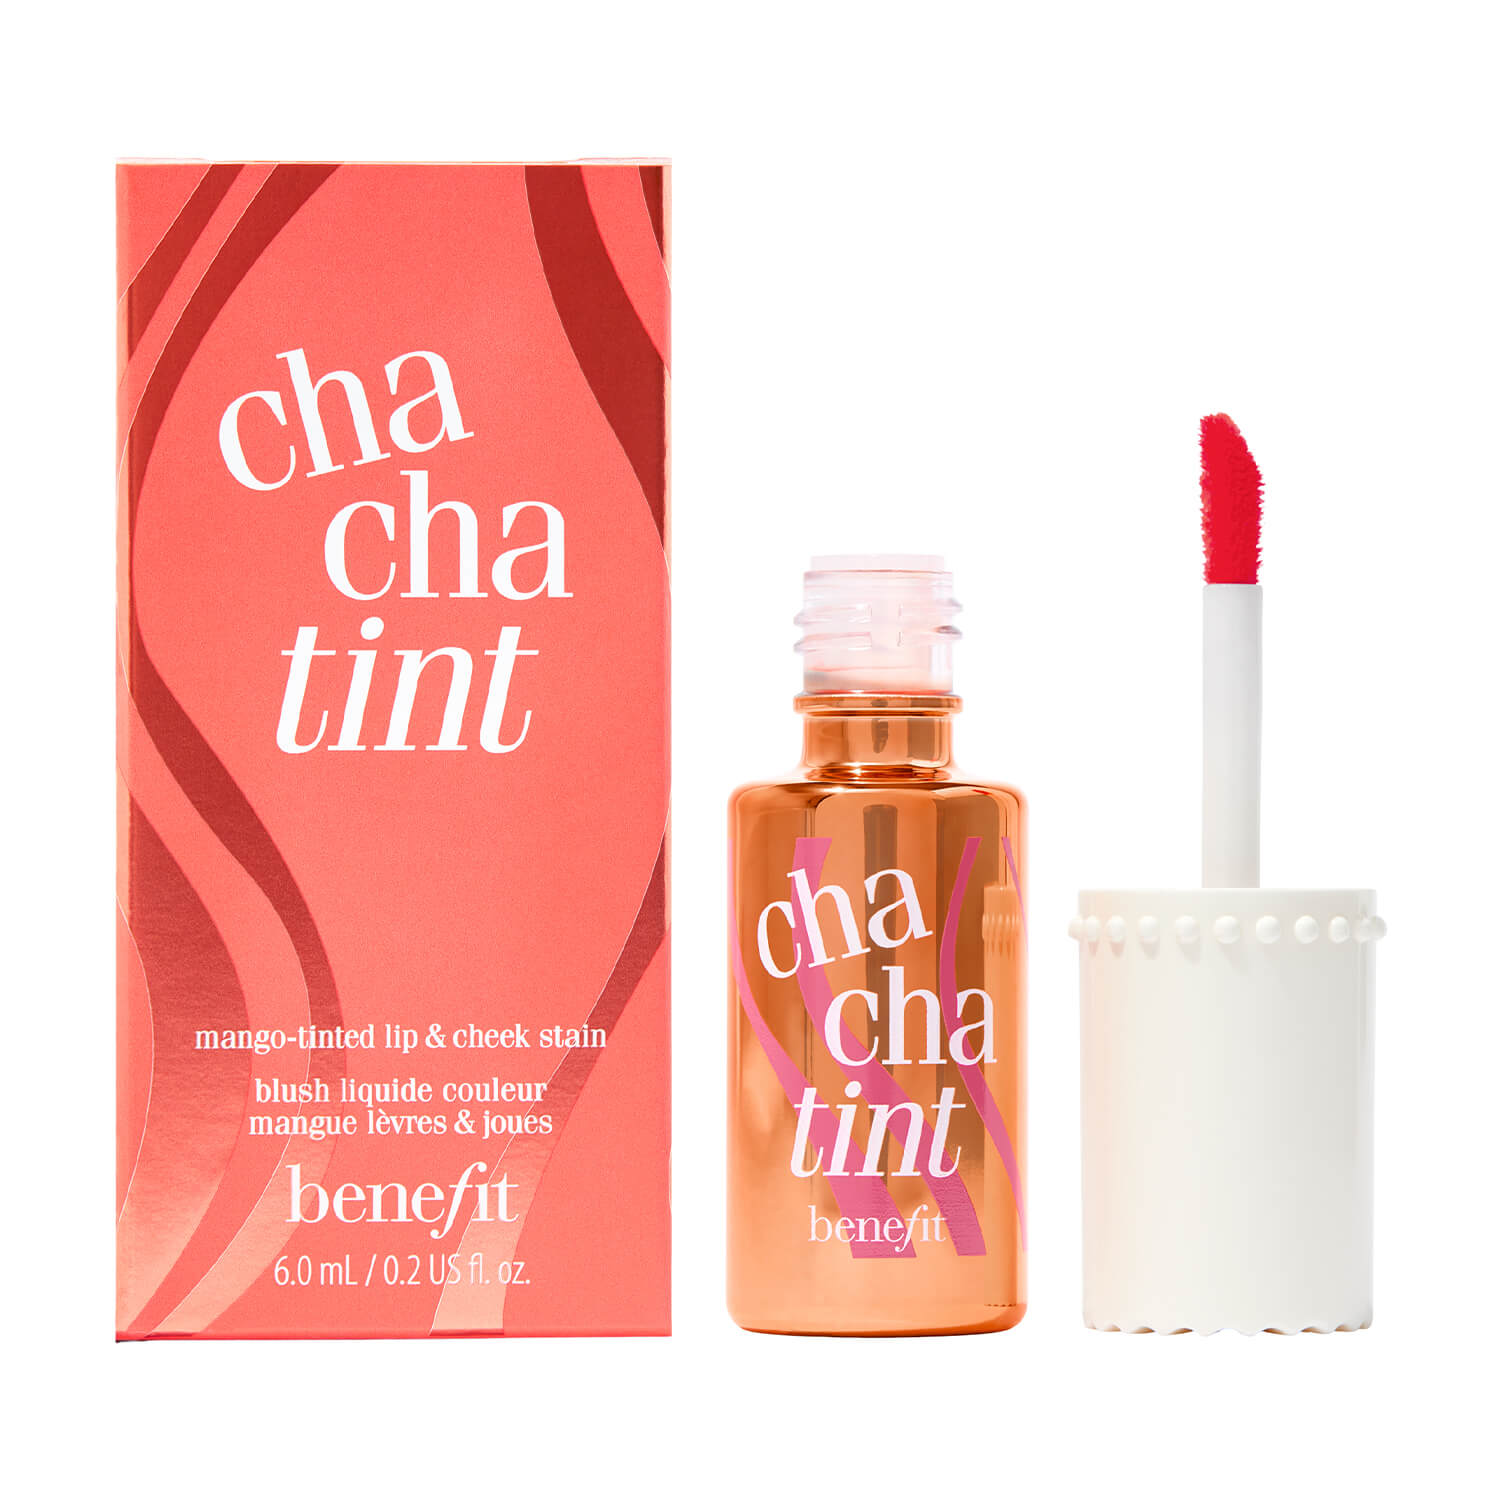 cha
cha
tint
mango-tinted lip & cheek stain
blush liquide couleur
mangue lèvres & joues
benefit
6.0 mL / 0.2 US fl. oz.
cha
cha
tint
benefit